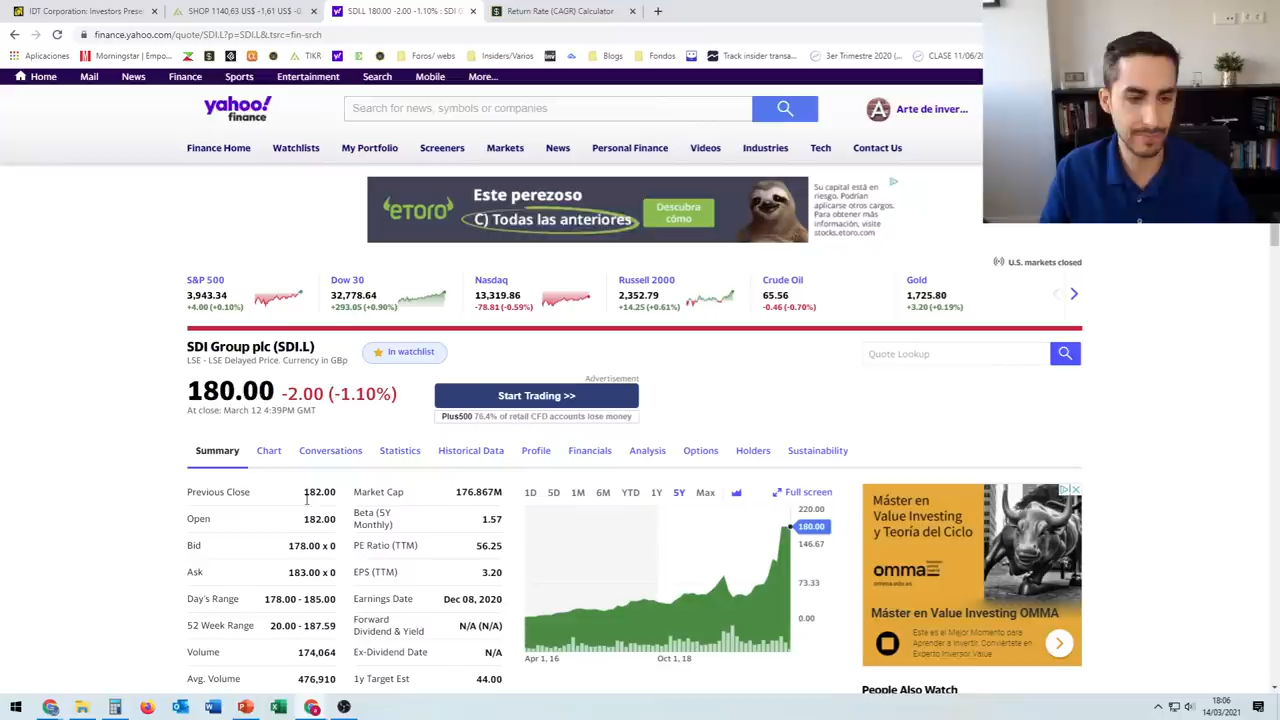 IDT Corporation: Investors Prese
SHOP 1140,63 US$ -1,61 US$ -0
SDI.L 180.00 -2.00 -1.10% : SDI G
Return Rate (CAGR) Calculator
finance.yahoo.com/quote/SDI.L?p=SDI.L&.tsrc=fin-srch
Aplicaciones
Morningstar | Empo...
TIKR
Foros/ webs
Insiders/Varios
Blogs
Fondos
Track insider transa...
3er Trimestre 2020 (...
CLASE 11/06/20
Home Mail News Finance Sports Entertainment Search Mobile More...
yahoo!
finance
Search for news, symbols or companies
Arte de inver...
Finance Home Watchlists My Portfolio Screeners Markets News Personal Finance Videos Industries Tech Contact Us
etoro
Este perezoso
C) Todas las anteriores
Descubra
cómo
Su capital está en
riesgo. Podrían
aplicarse otros cargos.
Para obtener más
información, visite
stocks.etoro.com
U.S. markets closed
S&P 500
3,943.34
+4.00 (+0.10%)
Dow 30
32,778.64
+293.05 (+0.90%)
Nasdaq
13,319.86
-78.81 (-0.59%)
Russell 2000
2,352.79
+14.25 (+0.61%)
Crude Oil
65.56
-0.46 (-0.70%)
Gold
1,725.80
+3.20 (+0.19%)
SDI Group plc (SDI.L)
In watchlist
LSE - LSE Delayed Price. Currency in GBp
Quote Lookup
180.00 -2.00 (-1.10%)
At close: March 12 4:39PM GMT
Advertisement
Start Trading >>
Plus500 76.4% of retail CFD accounts lose money
Summary Chart Conversations Statistics Historical Data Profile Financials Analysis Options Holders Sustainability
Previous Close 182.00
Open 182.00
Bid 178.00 x 0
Ask 183.00 x 0
Day's Range 178.00 - 185.00
52 Week Range 20.00 - 187.59
Volume
Avg. Volume 476,910
Market Cap 176.867M
Beta (5Y
Monthly) 1.57
PE Ratio (TTM) 56.25
EPS (TTM) 3.20
Earnings Date Dec 08, 2020
Forward
Dividend & Yield N/A (N/A)
Ex-Dividend Date N/A
1y Target Est 44.00
1D 5D 1M 6M YTD 1Y 5Y Max
Full screen
220.00
180.00
146.67
73.33
0.00
Apr 1, 16
Oct 1, 18
Máster en
Value Investing
y Teoría del Ciclo
omma
omma.edu.es
Máster en Value Investing OMMA
Este es el Mejor Momento para
Aprender a Invertir. Conviértete en
Experto Inversor Value.
People Also Watch
18:06
14/03/2021